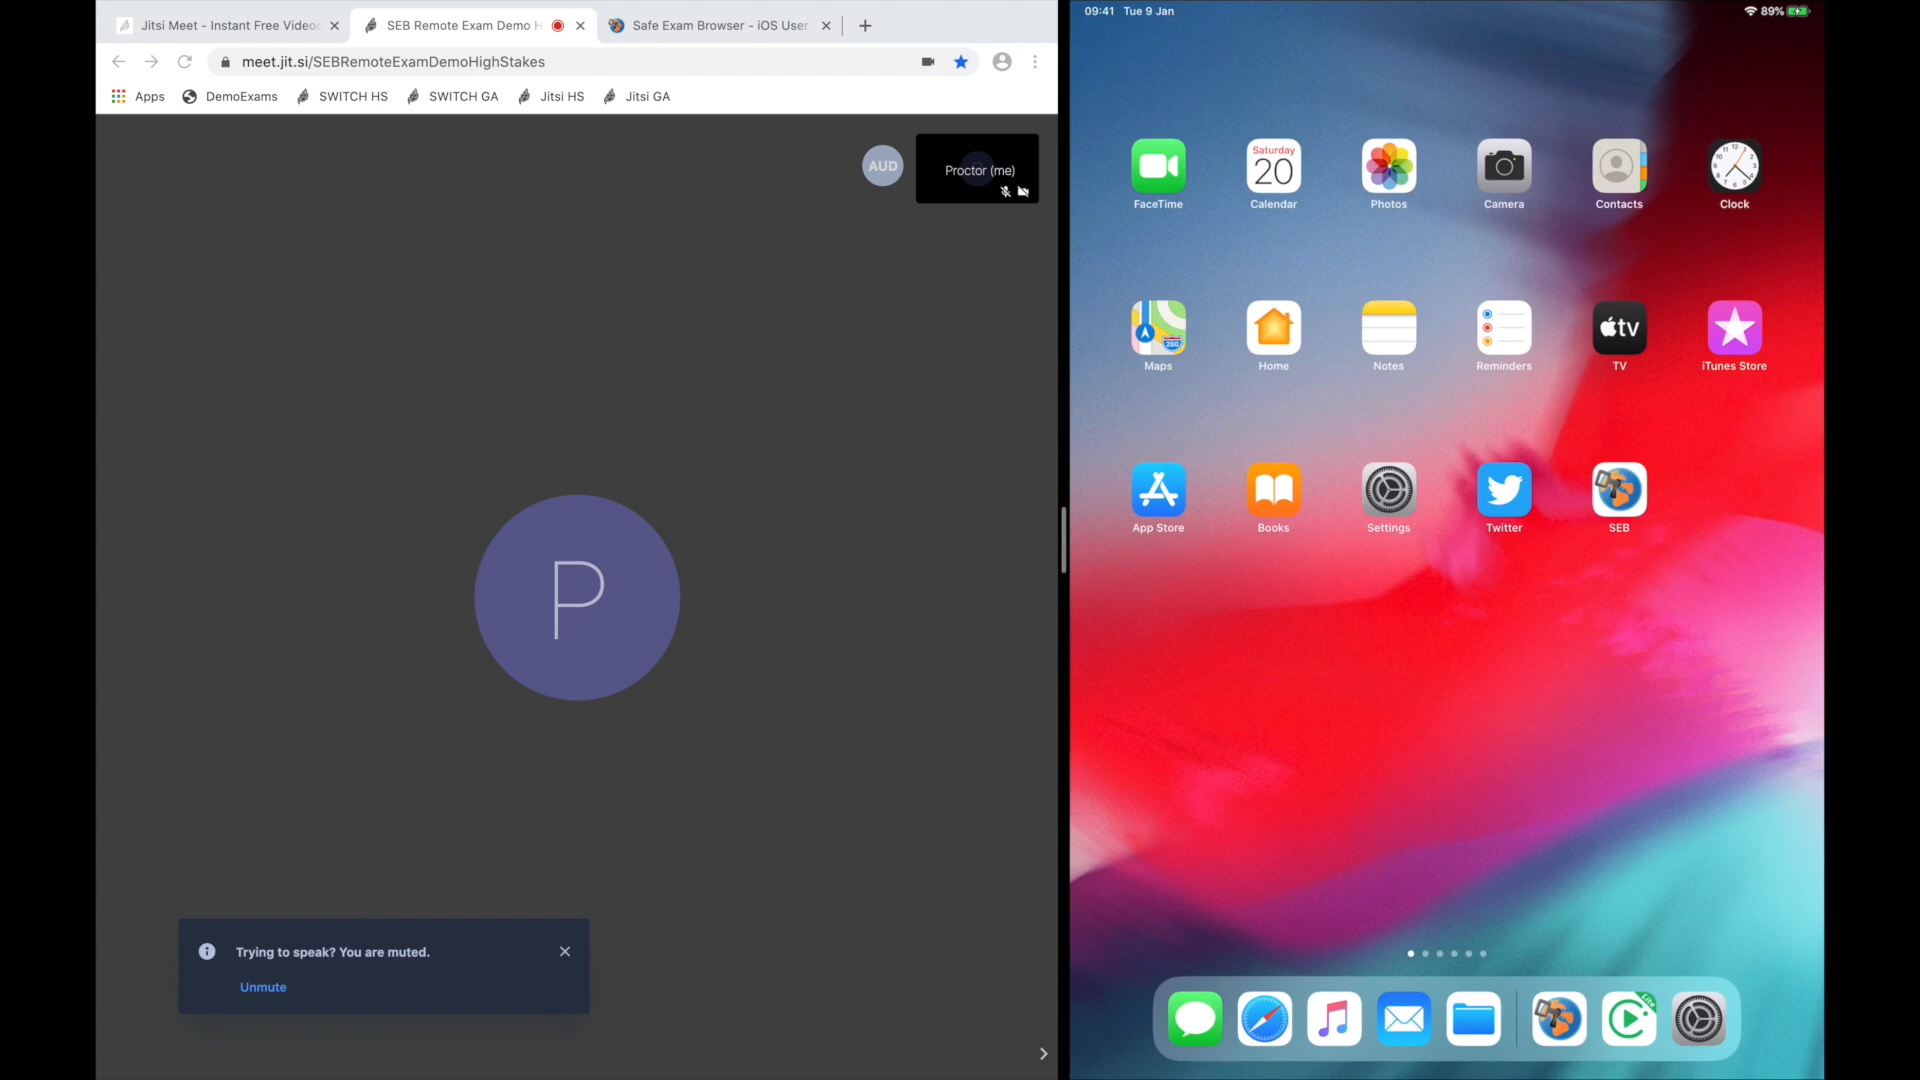 Jitsi Meet - Instant Free Videoc
SEB Remote Exam Demo H
Safe Exam Browser - iOS User
meet.jit.si/SEBRemoteExamDemoHighStakes
Apps
DemoExams
SWITCH HS
SWITCH GA
Jitsi HS
Jitsi GA
AUD
Proctor (me)
P
Trying to speak? You are muted.
Unmute
09:41 Tue 9 Jan
89%
Saturday
20
FaceTime
Calendar
Photos
Camera
Contacts
Clock
280
tv
Maps
Home
Notes
Reminders
TV
iTunes Store
App Store
Books
Settings
Twitter
SEB
Lite